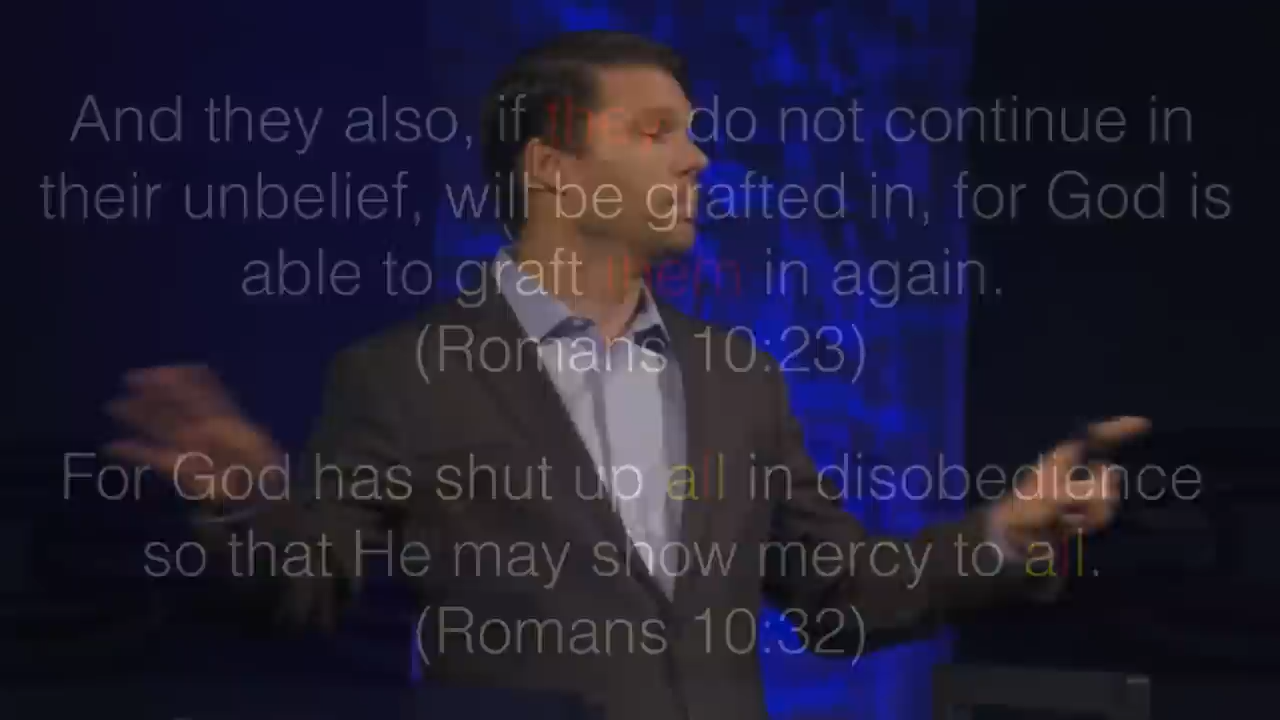 And they also, if they do not continue in
their unbelief, will be grafted in, for God is
able to graft them in again.
(Romans 10:23)
For God has shut up all in disobedience
so that He may show mercy to all.
(Romans 10:32)